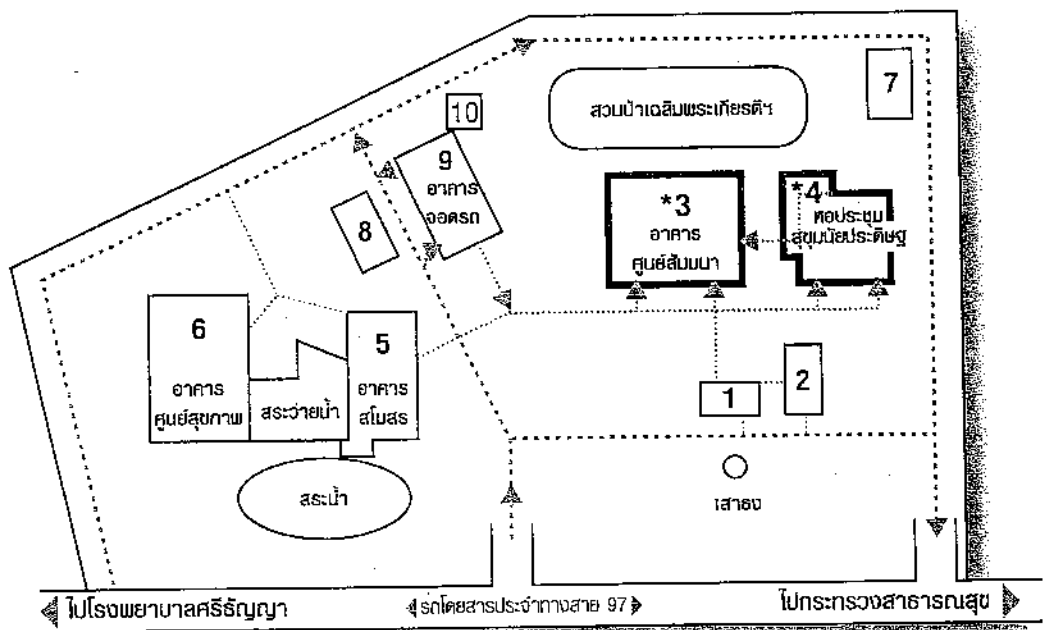 7
สวนป่าเฉลิมพระเกียรติฯ
10
9
อาคาร
จอดรถ
8
*3
อาคาร
ศูนย์สัมมนา
*4
หอประชุม
สุขุมนัยประดิษฐ
6
อาคาร
ศูนย์สุขภาพ
สระว่ายน้ำ
5
อาคาร
สโมสร
1
2
สระน้ำ
เสาธง
ไปโรงพยาบาลศรีธัญญา
รถโดยสารประจำทางสาย 97
ไปกระทรวงสาธารณสุข